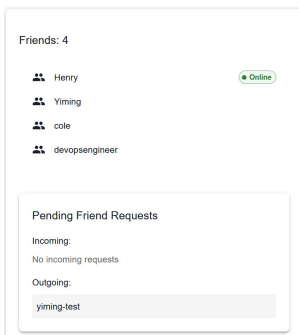 Friends: 4
Henry
Online
Yiming
cole
devopsengineer
Pending Friend Requests
Incoming:
No incoming requests
Outgoing:
yiming-test